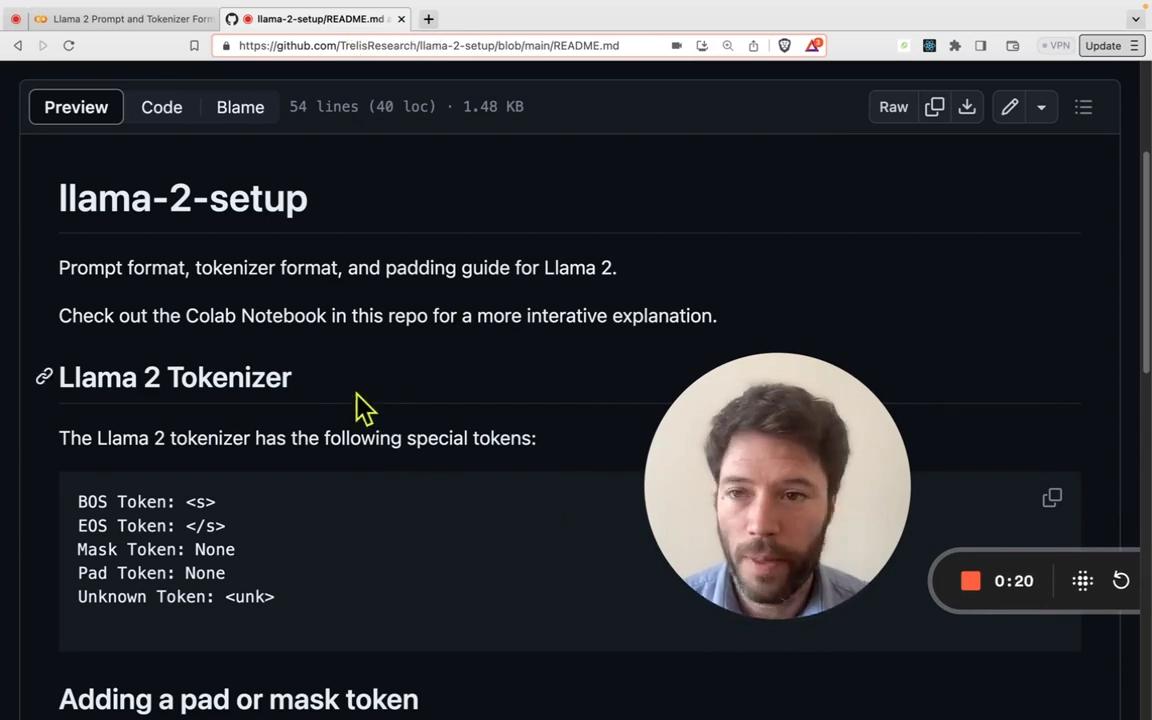 Llama 2 Prompt and Tokenizer Form
llama-2-setup/README.md
https://github.com/TrelisResearch/llama-2-setup/blob/main/README.md
VPN
Update
Preview
Code
Blame
54 lines (40 loc) · 1.48 KB
Raw
llama-2-setup
Prompt format, tokenizer format, and padding guide for Llama 2.
Check out the Colab Notebook in this repo for a more interative explanation.
Llama 2 Tokenizer
The Llama 2 tokenizer has the following special tokens:
BOS Token: <s>
EOS Token: </s>
Mask Token: None
Pad Token: None
Unknown Token: <unk>
0:20
Adding a pad or mask token